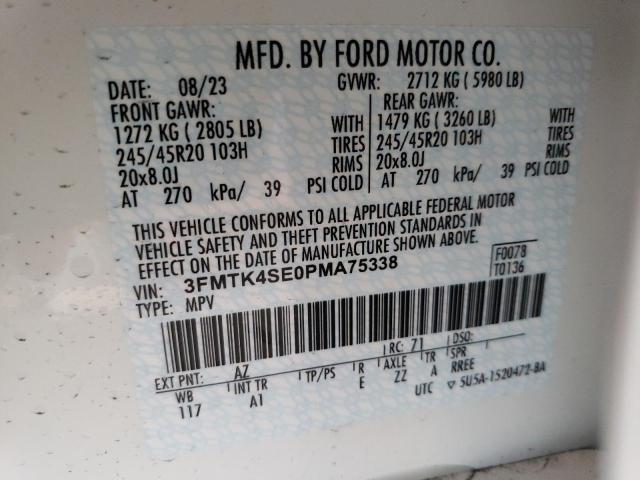 MFD. BY FORD MOTOR CO.
DATE: 08/23 GVWR: 2712 KG ( 5980 LB)
FRONT GAWR: REAR GAWR:
1272 KG ( 2805 LB) WITH 1479 KG ( 3260 LB) WITH
245/45R20 103H TIRES 245/45R20 103H TIRES
20x8.0J RIMS 20x8.0J RIMS
AT 270 kPa/ 39 PSI COLD AT 270 kPa/ 39 PSI COLD
THIS VEHICLE CONFORMS TO ALL APPLICABLE FEDERAL MOTOR
VEHICLE SAFETY AND THEFT PREVENTION STANDARDS IN
EFFECT ON THE DATE OF MANUFACTURE SHOWN ABOVE.
VIN: 3FMTK4SE0PMA75338 F0078
TYPE: MPV T0136
EXT PNT: AZ RC: 71 DSO:
WB INT TR TP/PS R AXLE TR SPR
117 A1 E ZZ A RREE
UTC 5U5A-1520472-BA